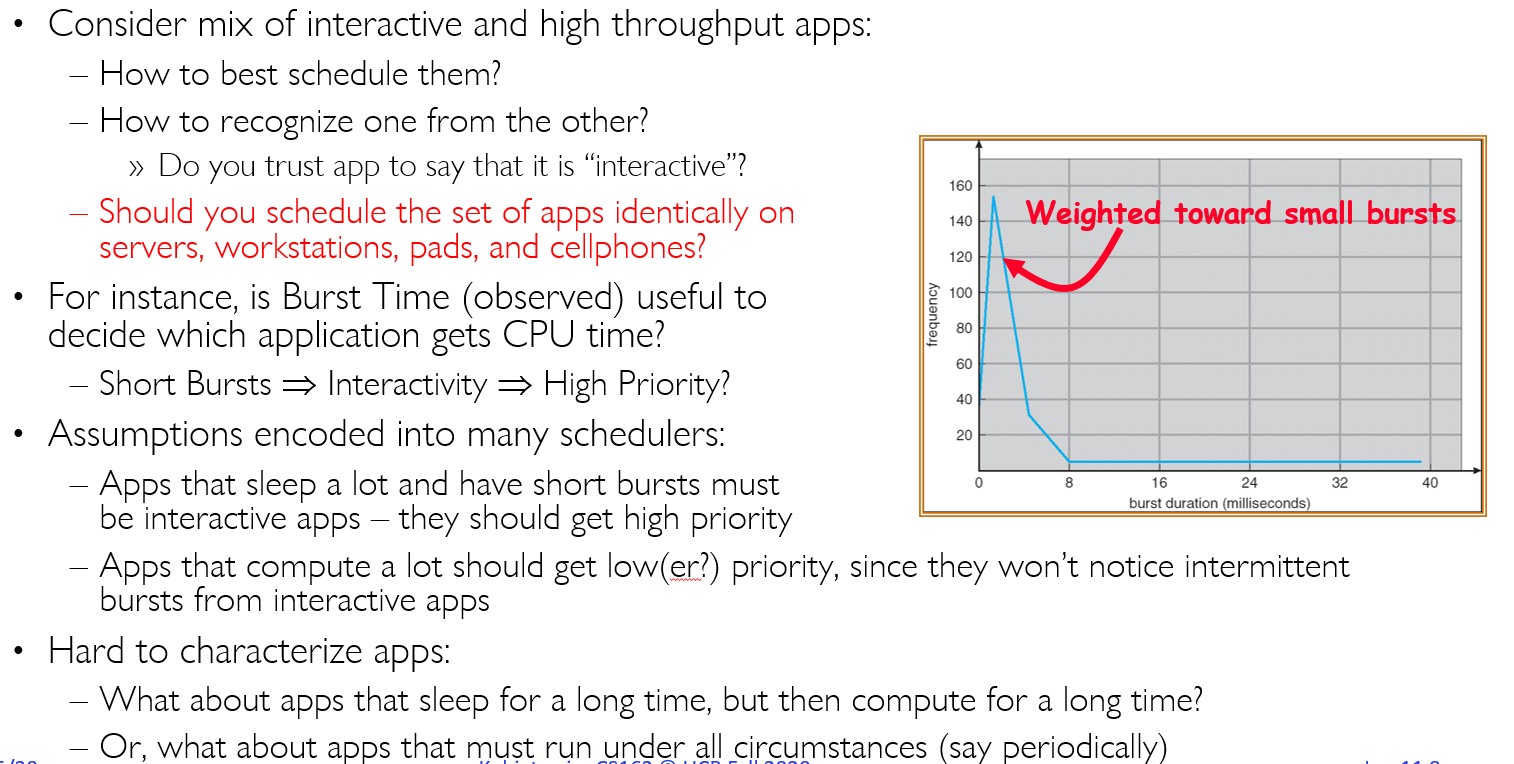 • Consider mix of interactive and high throughput apps:
– How to best schedule them?
– How to recognize one from the other?
» Do you trust app to say that it is “interactive”?
– Should you schedule the set of apps identically on
servers, workstations, pads, and cellphones?
• For instance, is Burst Time (observed) useful to
decide which application gets CPU time?
– Short Bursts ⇒ Interactivity ⇒ High Priority?
• Assumptions encoded into many schedulers:
– Apps that sleep a lot and have short bursts must
be interactive apps – they should get high priority
– Apps that compute a lot should get low(er?) priority, since they won’t notice intermittent
bursts from interactive apps
• Hard to characterize apps:
– What about apps that sleep for a long time, but then compute for a long time?
– Or, what about apps that must run under all circumstances (say periodically)
Weighted toward small bursts
frequency
160
140
120
100
80
60
40
20
0 8 16 24 32 40
burst duration (milliseconds)